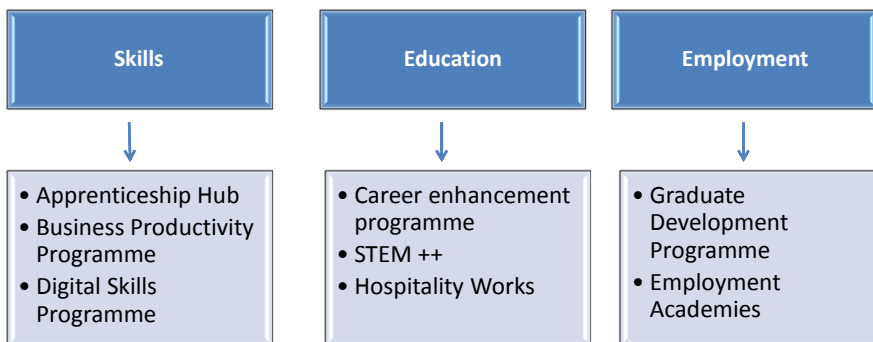 Skills
• Apprenticeship Hub
• Business Productivity
Programme
• Digital Skills
Programme
Education
• Career enhancement
programme
• STEM ++
• Hospitality Works
Employment
• Graduate
Development
Programme
• Employment
Academies